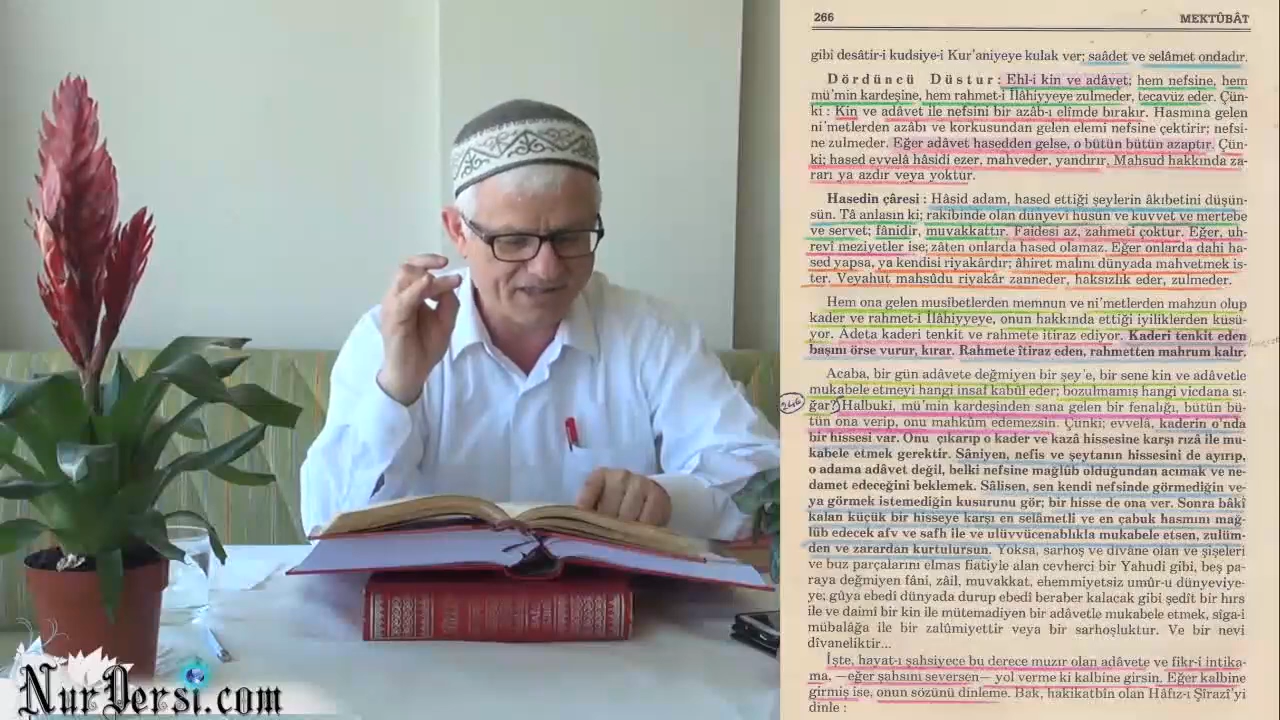 266 MEKTÛBÂT
gibi desâtir-i kudsiye-i Kur'aniyeye kulak ver; saâdet ve selâmet ondadır.
Dördüncü Düstur: Ehl-i kin ve adâvet; hem nefsine, hem
mü'min kardeşine, hem rahmet-i İlâhiyyeye zulmeder, tecavüz eder. Çün-
ki: Kin ve adâvet ile nefsini bir azâb-ı elîmde bırakır. Hasmına gelen
ni'metlerden azâbı ve korkusundan gelen elemi nefsine çektirir; nefsi-
ne zulmeder. Eğer adâvet hasedden gelse, o bütün bütün azaptır. Çün-
ki; hased evvelâ hâsidi ezer, mahveder, yandırır. Mahsud hakkında za-
rarı ya azdır veya yoktur.
Hasedin çâresi: Hâsid adam, hased ettiği şeylerin âkıbetini düşün-
sün. Tâ anlasın ki; rakibinde olan dünyevî hüsün ve kuvvet ve mertebe
ve servet; fânidir, muvakkattır. Faidesi az, zahmeti çoktur. Eğer, uh-
revî meziyetler ise; zâten onlarda hased olamaz. Eğer onlarda dahi ha-
sed yapsa, ya kendisi riyakârdır; âhiret malını dünyada mahvetmek is-
ter. Veyahut mahsûdu riyakâr zanneder, haksızlık eder, zulmeder.
Hem ona gelen musîbetlerden memnun ve ni'metlerden mahzun olup
kader ve rahmet-i İlâhiyyeye, onun hakkında ettiği iyiliklerden küsü-
yor. Âdeta kaderi tenkit ve rahmete itiraz ediyor. Kaderi tenkit eden
başını örse vurur, kırar. Rahmete îtiraz eden, rahmetten mahrum kalır.
Acaba, bir gün adâvete değmiyen bir şey'e, bir sene kin ve adâvetle
mukabele etmeyi hangi insaf kabûl eder; bozulmamış hangi vicdana sı-
246 ğar? Halbuki, mü'min kardeşinden sana gelen bir fenalığı, bütün bü-
tün ona verip, onu mahkûm edemezsin. Çünki; evvelâ, kaderin o'nda
bir hissesi var. Onu çıkarıp o kader ve kazâ hissesine karşı rızâ ile mu-
kabele etmek gerektir. Sâniyen, nefis ve şeytanın hissesini de ayırıp,
o adama adâvet değil, belki nefsine mağlûb olduğundan acımak ve ne-
damet edeceğini beklemek. Sâlisen, sen kendi nefsinde görmediğin ve-
ya görmek istemediğin kusurunu gör; bir hisse de ona ver. Sonra bâki
kalan küçük bir hisseye karşı en selâmetli ve en çabuk hasmını mağ-
lûb edecek afv ve safh ile ve ulüvvücenablıkla mukabele etsen, zulüm-
den ve zarardan kurtulursun. Yoksa, sarhoş ve dîvane olan ve şişeleri
ve buz parçalarını elmas fiatiyle alan cevherci bir Yahudi gibi, beş pa-
raya değmiyen fâni, zâil, muvakkat, ehemmiyetsiz umûr-u dünyeviye-
ye; gûya ebedî dünyada durup ebedî beraber kalacak gibi şedît bir hırs
ile ve daimî bir kin ile mütemadiyen bir adâvetle mukabele etmek, sîga-i
mübalâğa ile bir zalûmiyettir veya bir sarhoşluktur. Ve bir nevi
dîvaneliktir...
İşte, hayat-ı şahsiyece bu derece muzır olan adâvete ve fikr-i intika-
ma, —eğer şahsını seversen— yol verme ki kalbine girsin. Eğer kalbine
girmiş ise, onun sözünü dinleme. Bak, hakikatbîn olan Hâfız-ı Şîrazî'yi
dinle:
NurDersi.com